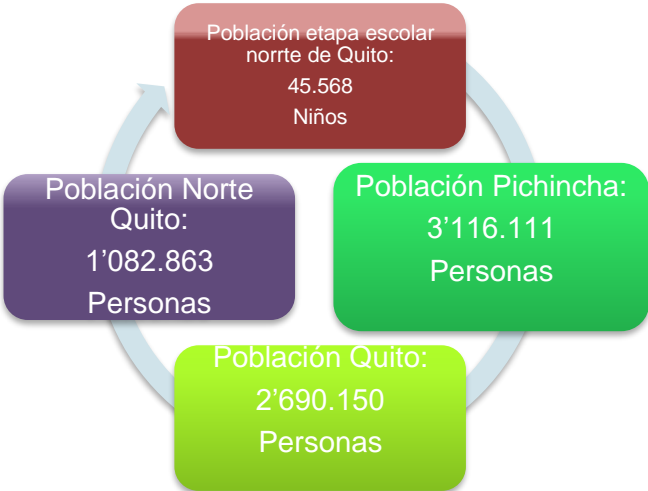 Población etapa escolar
norrte de Quito:
45.568
Niños
Población Norte
Quito:
1’082.863
Personas
Población Pichincha:
3’116.111
Personas
Población Quito:
2’690.150
Personas